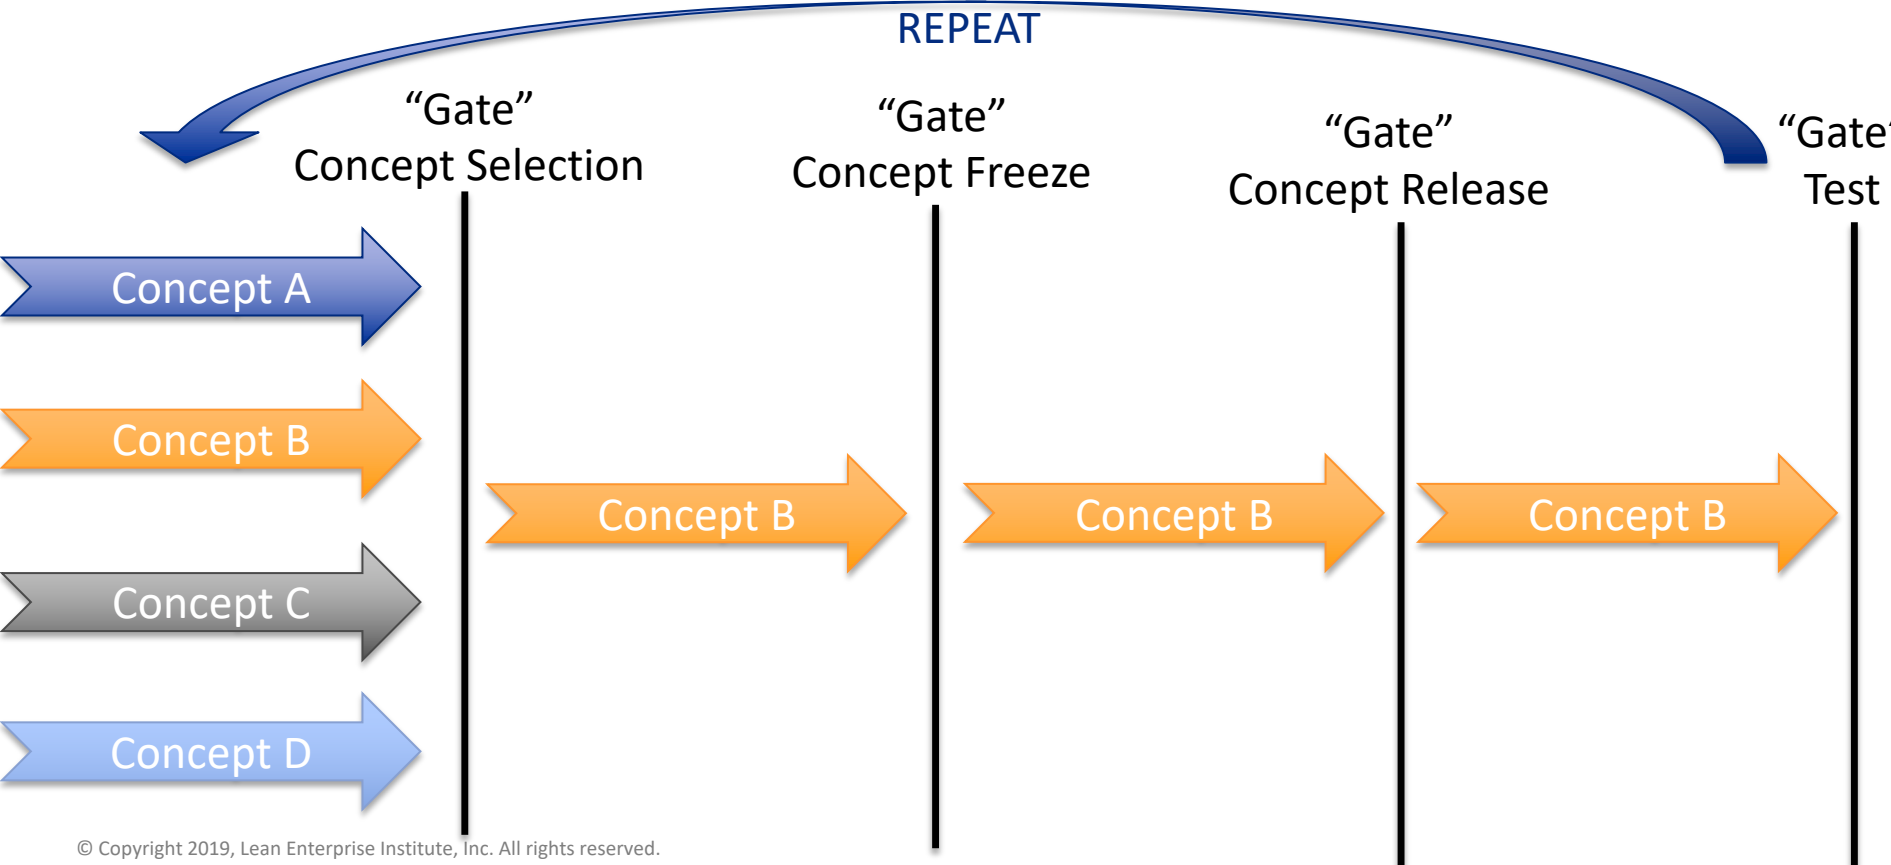 REPEAT
“Gate”
Concept Selection
“Gate”
Concept Freeze
“Gate”
Concept Release
“Gate”
Test
Concept A
Concept B
Concept C
Concept D
Concept B
Concept B
Concept B
© Copyright 2019, Lean Enterprise Institute, Inc. All rights reserved.